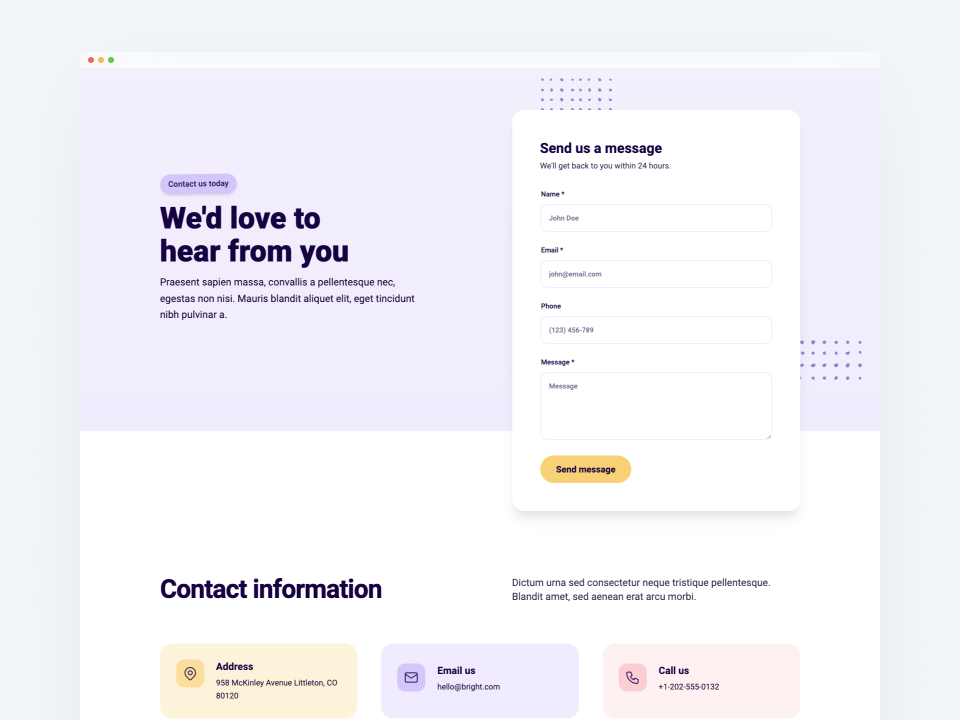 Contact us today
We'd love to
hear from you
Praesent sapien massa, convallis a pellentesque nec,
egestas non nisi. Mauris blandit aliquet elit, eget tincidunt
nibh pulvinar a.
Send us a message
We'll get back to you within 24 hours.
Name *
John Doe
Email *
john@email.com
Phone
(123) 456-789
Message *
Message
Send message
Contact information
Dictum urna sed consectetur neque tristique pellentesque.
Blandit amet, sed aenean erat arcu morbi.
Address
958 McKinley Avenue Littleton, CO
80120
Email us
hello@bright.com
Call us
+1-202-555-0132